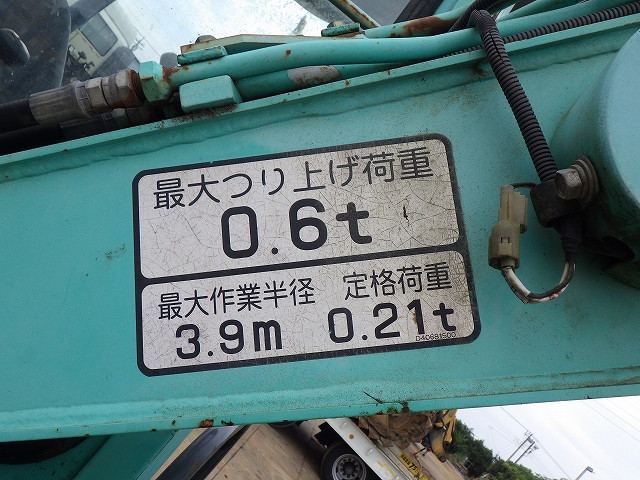 最大つり上げ荷重
0.6t
最大作業半径 定格荷重
3.9m 0.21t